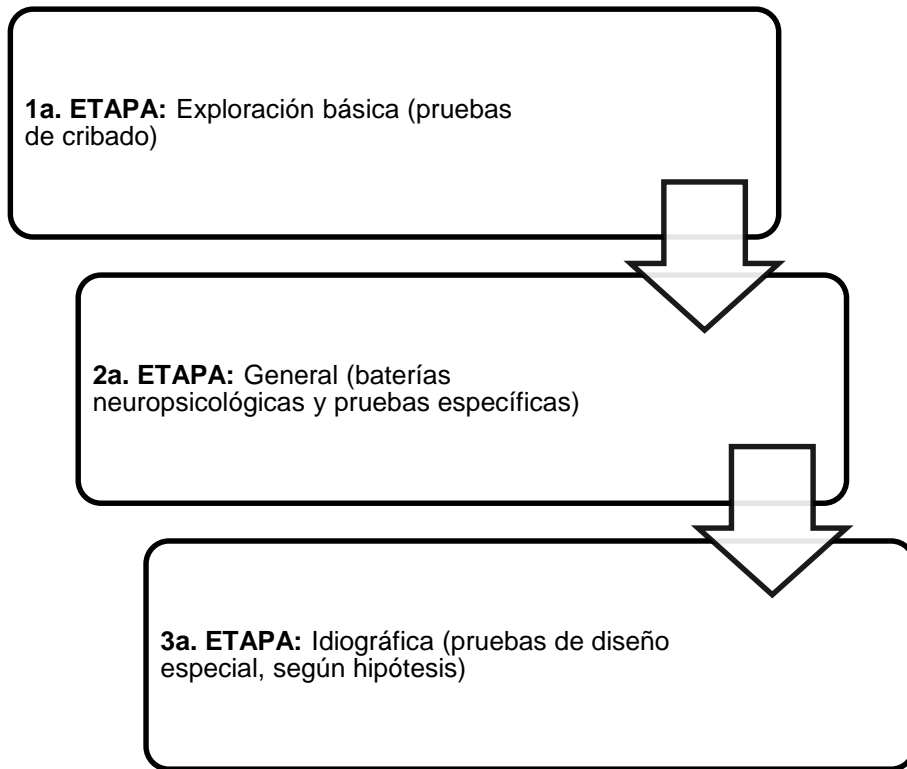 1a. ETAPA: Exploración básica (pruebas
de cribado)
2a. ETAPA: General (baterías
neuropsicológicas y pruebas específicas)
3a. ETAPA: Idiográfica (pruebas de diseño
especial, según hipótesis)